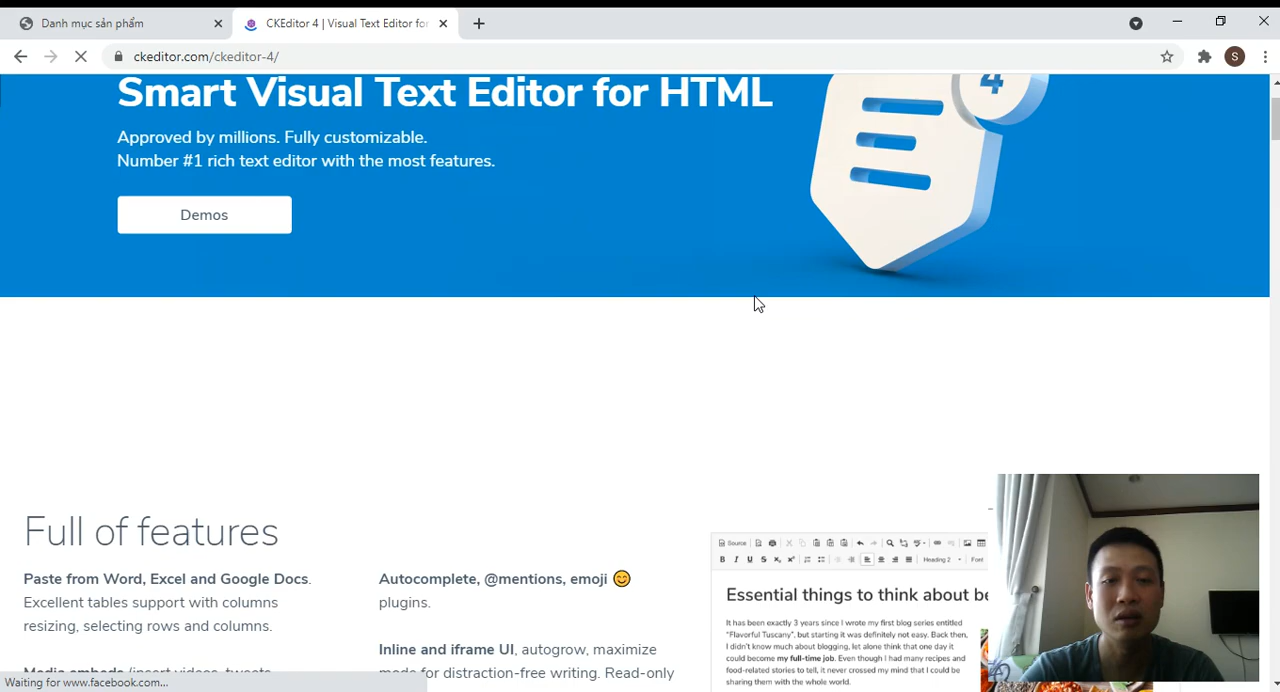 Danh mục sản phẩm
CKEditor 4 | Visual Text Editor for
S
ckeditor.com/ckeditor-4/
Smart Visual Text Editor for HTML
4
Approved by millions. Fully customizable.
Number #1 rich text editor with the most features.
Demos
Full of features
Paste from Word, Excel and Google Docs.
Excellent tables support with columns
resizing, selecting rows and columns.
Media embeds (insert videos, tweets
Autocomplete, @mentions, emoji 😊
plugins.
Inline and iframe UI, autogrow, maximize
mode for distraction-free writing. Read-only
Source
B I U S
Heading 2
Font
Essential things to think about be
It has been exactly 3 years since I wrote my first blog series entitled
"Flavorful Tuscany", but starting it was definitely not easy. Back then,
I didn't know much about blogging, let alone think that one day it
could become my full-time job. Even though I had many recipes and
food-related stories to tell, it never crossed my mind that I could be
sharing them with the whole world.
Waiting for www.facebook.com...